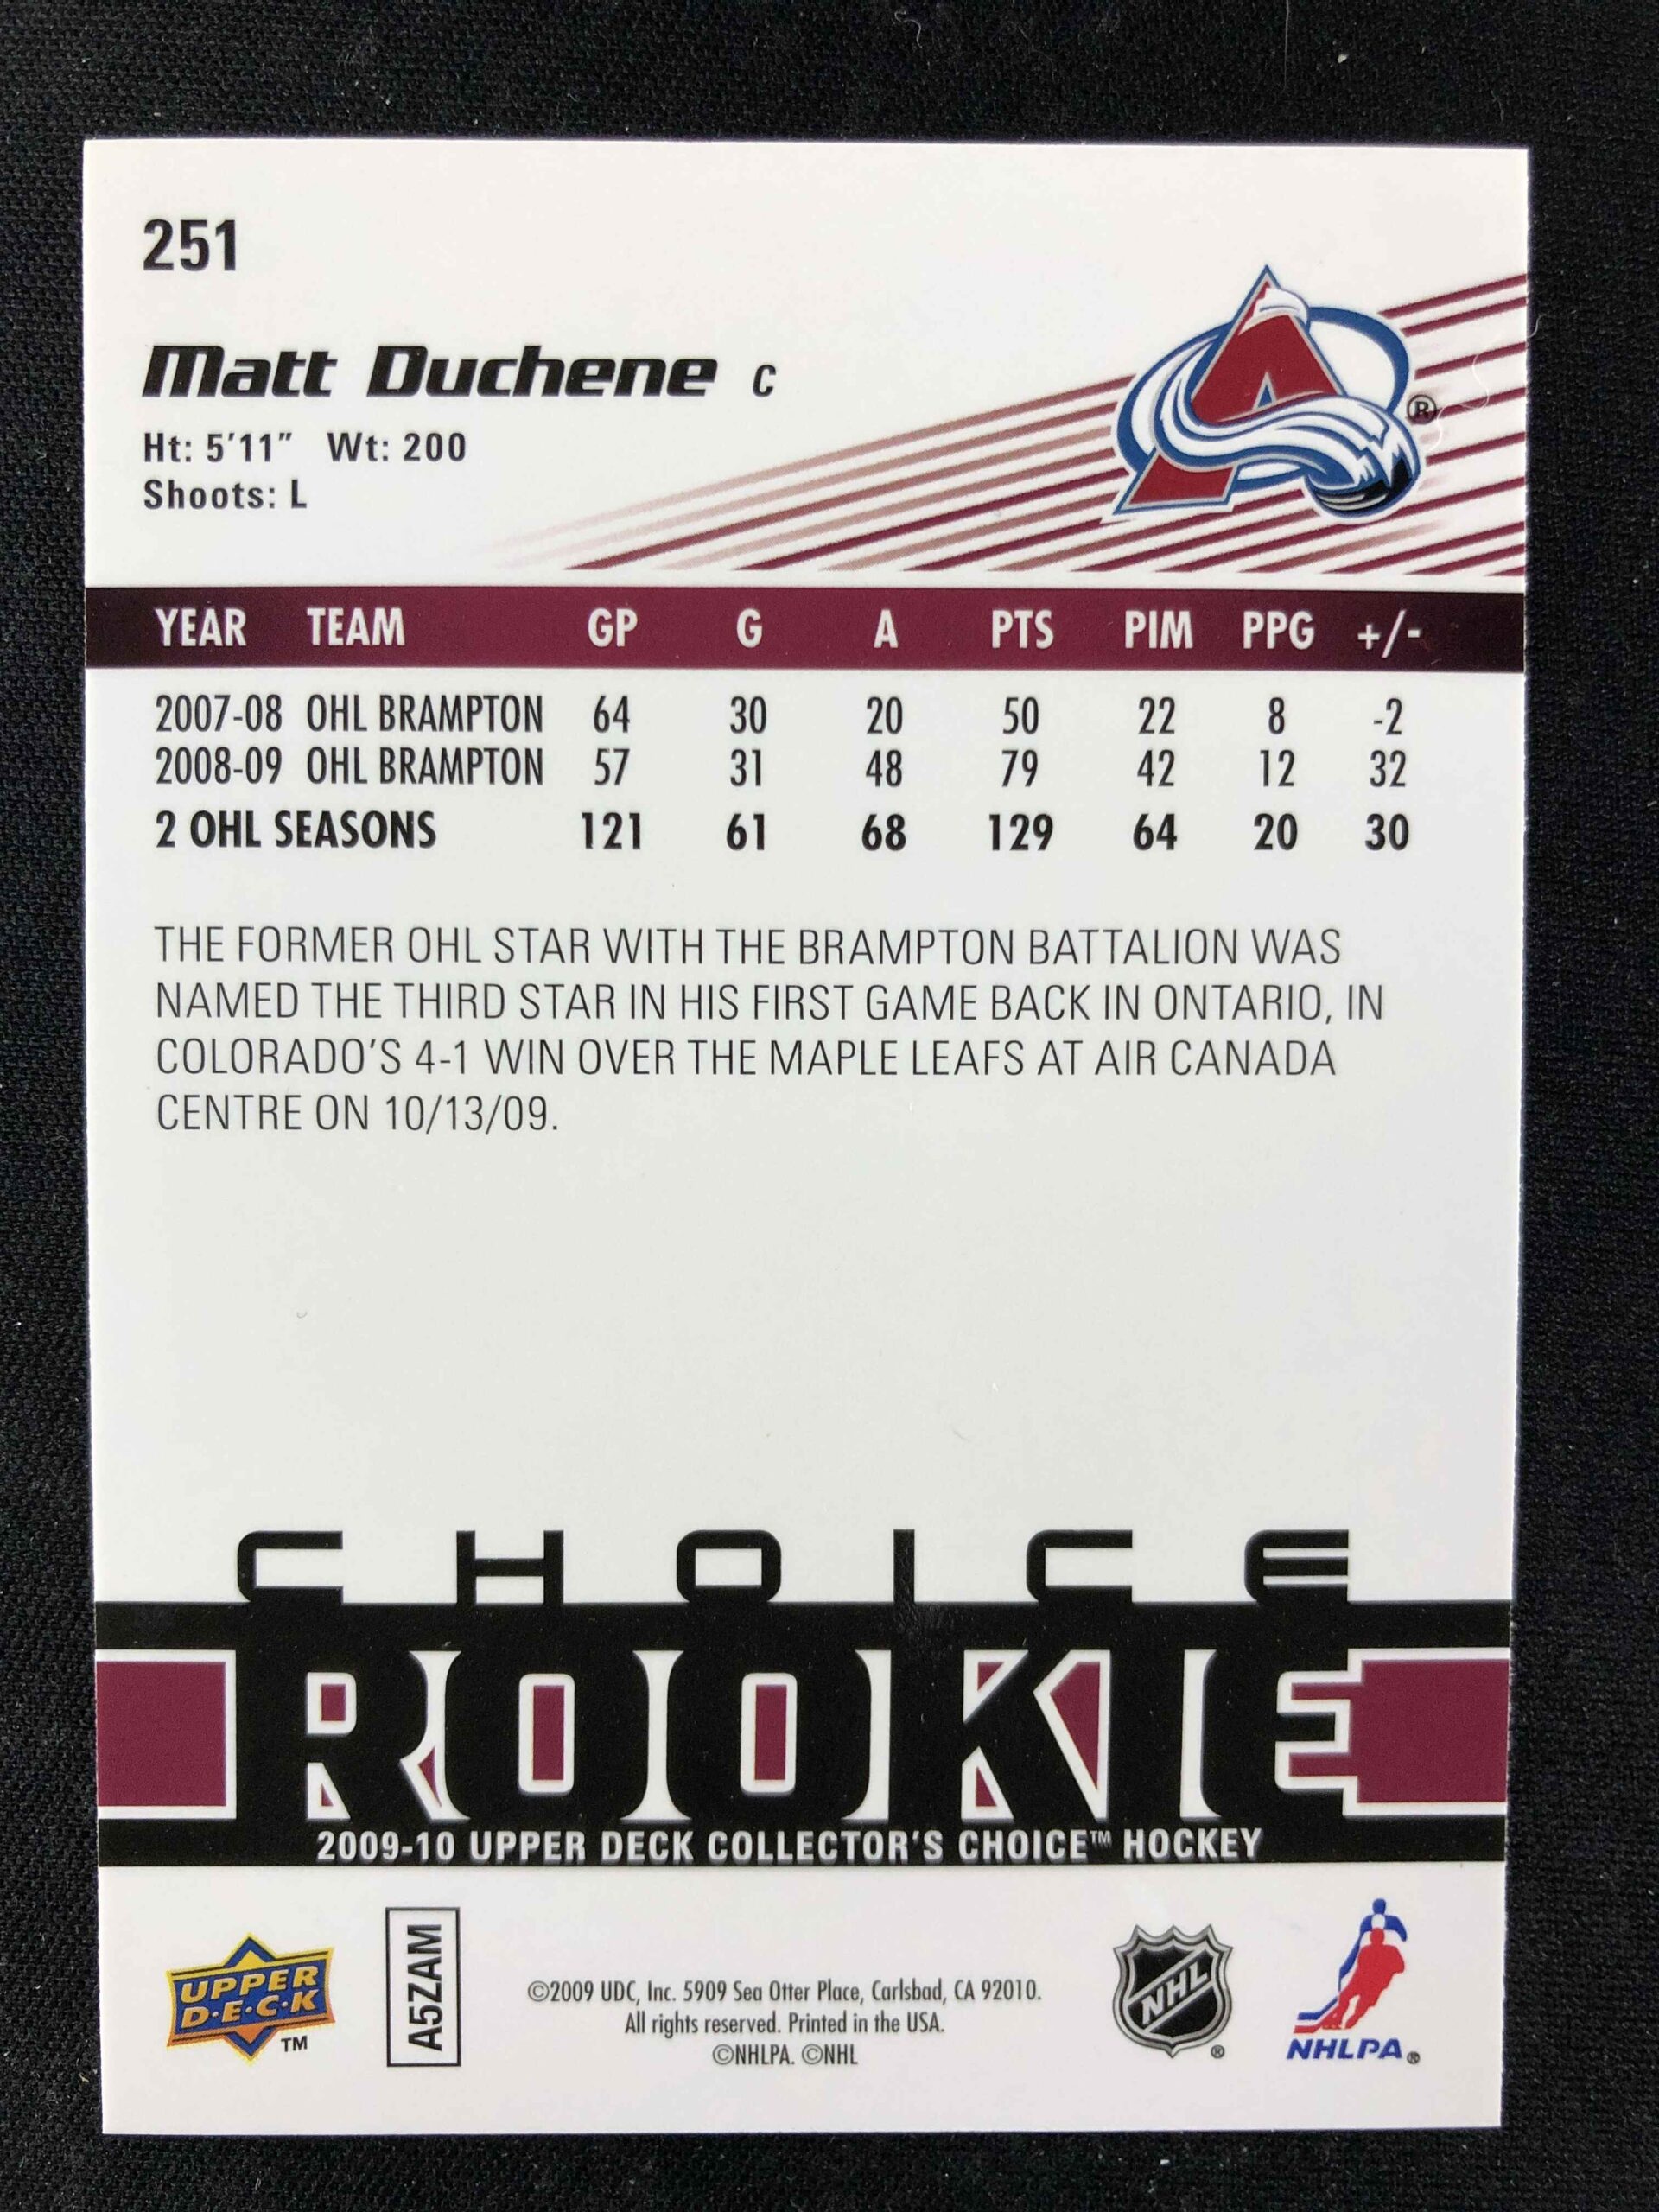 251
Matt Duchene C
Ht: 5'11" Wt: 200
Shoots: L
®
YEAR TEAM GP G A PTS PIM PPG +/-
2007-08 OHL BRAMPTON 64 30 20 50 22 8 -2
2008-09 OHL BRAMPTON 57 31 48 79 42 12 32
2 OHL SEASONS 121 61 68 129 64 20 30
THE FORMER OHL STAR WITH THE BRAMPTON BATTALION WAS
NAMED THE THIRD STAR IN HIS FIRST GAME BACK IN ONTARIO, IN
COLORADO'S 4-1 WIN OVER THE MAPLE LEAFS AT AIR CANADA
CENTRE ON 10/13/09.
CHOICE
ROOKIE
2009-10 UPPER DECK COLLECTOR'S CHOICE™ HOCKEY
UPPER
D·E·C·K
™
A5ZAM
©2009 UDC, Inc. 5909 Sea Otter Place, Carlsbad, CA 92010.
All rights reserved. Printed in the USA.
©NHLPA. ©NHL
NHL
®
NHLPA®